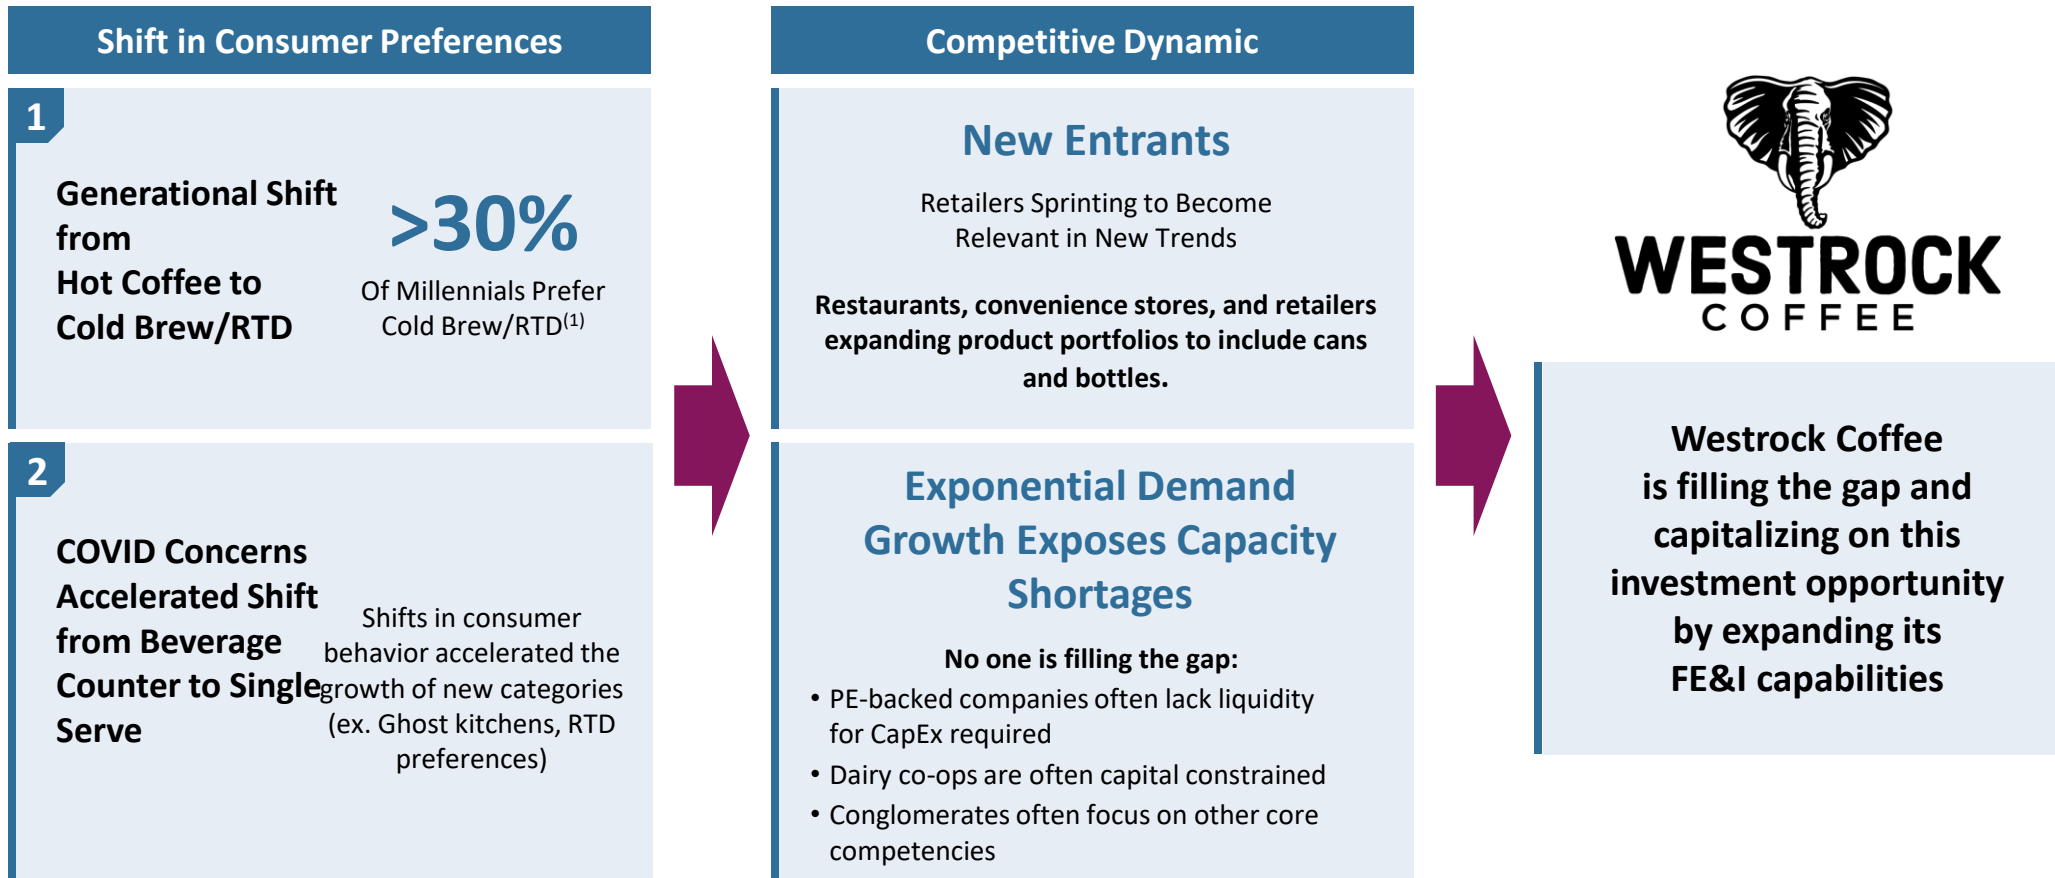 Shift in Consumer Preferences
1
Generational Shift
from
Hot Coffee to
Cold Brew/RTD
>30%
Of Millennials Prefer
Cold Brew/RTD(1)
2
COVID Concerns
Accelerated Shift
from Beverage
Counter to Single
Serve
Shifts in consumer
behavior accelerated the
growth of new categories
(ex. Ghost kitchens, RTD
preferences)
Competitive Dynamic
New Entrants
Retailers Sprinting to Become
Relevant in New Trends
Restaurants, convenience stores, and retailers
expanding product portfolios to include cans
and bottles.
Exponential Demand
Growth Exposes Capacity
Shortages
No one is filling the gap:
• PE-backed companies often lack liquidity
for CapEx required
• Dairy co-ops are often capital constrained
• Conglomerates often focus on other core
competencies
WESTROCK
COFFEE
Westrock Coffee
is filling the gap and
capitalizing on this
investment opportunity
by expanding its
FE&I capabilities